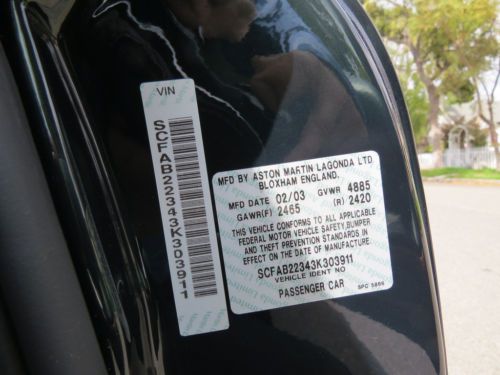 VIN
SCFAB22343K303911
MFD BY ASTON MARTIN LAGONDA LTD
BLOXHAM ENGLAND.
MFD DATE 02/03 GVWR 4885
GAWR(F) 2465 (R) 2420
THIS VEHICLE CONFORMS TO ALL APPLICABLE
FEDERAL MOTOR VEHICLE SAFETY, BUMPER
AND THEFT PREVENTION STANDARDS IN
EFFECT ON THE DATE OF MANUFACTURE.
SCFAB22343K303911
VEHICLE IDENT NO
PASSENGER CAR SPC 3866